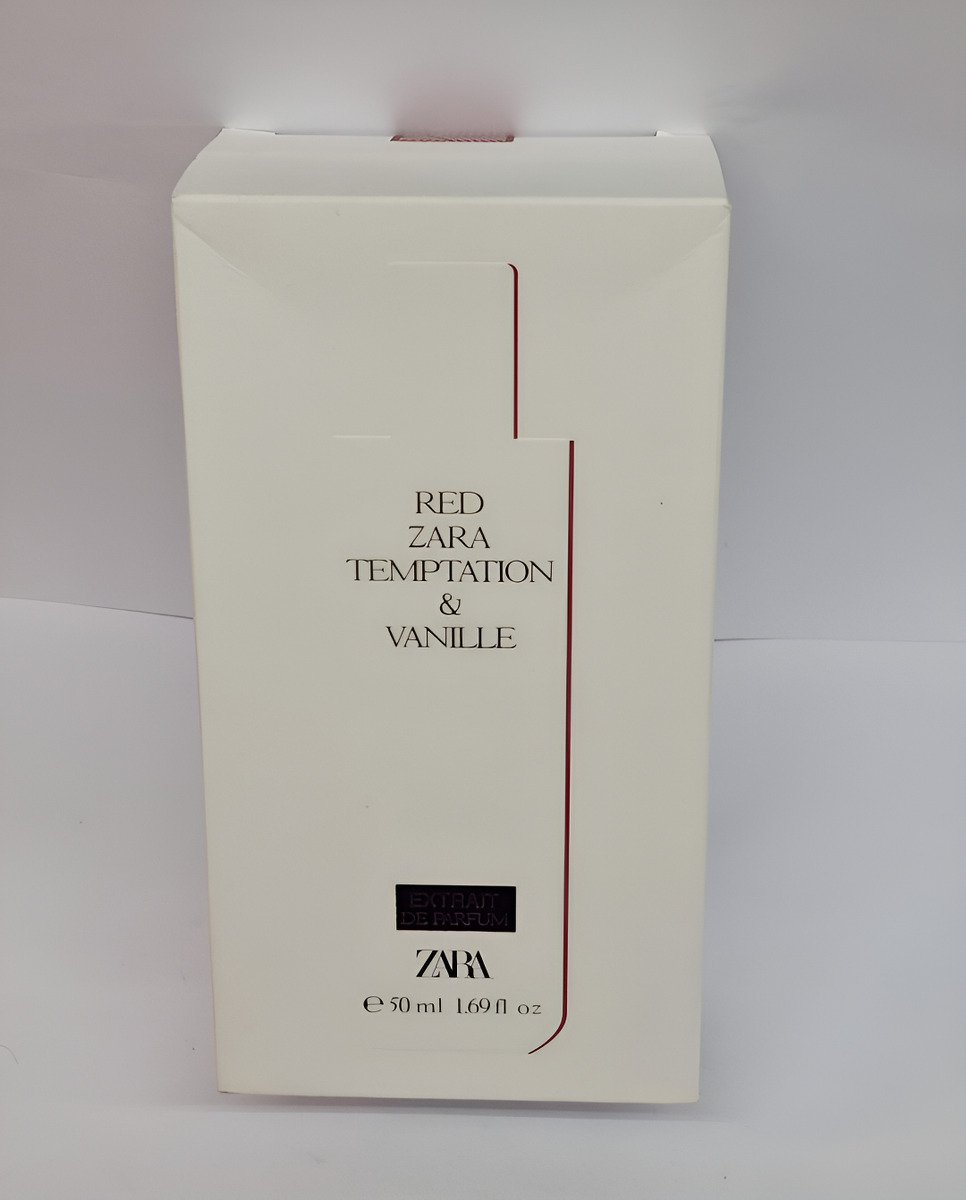 RED
ZARA
TEMPTATION
&
VANILLE
EXTRAIT
DE PARFUM
ZARA
℮ 50 ml 1.69 fl oz